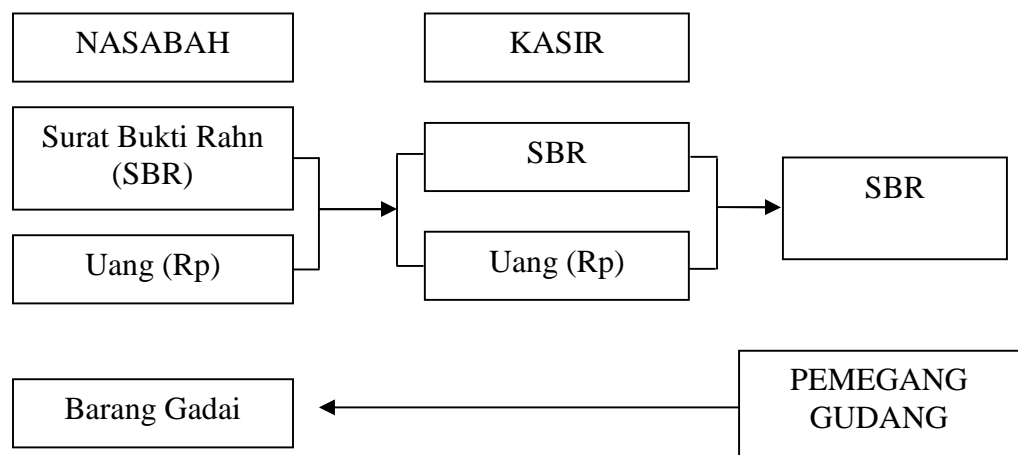 NASABAH
KASIR
Surat Bukti Rahn
(SBR)
SBR
SBR
Uang (Rp)
Uang (Rp)
Barang Gadai
PEMEGANG
GUDANG